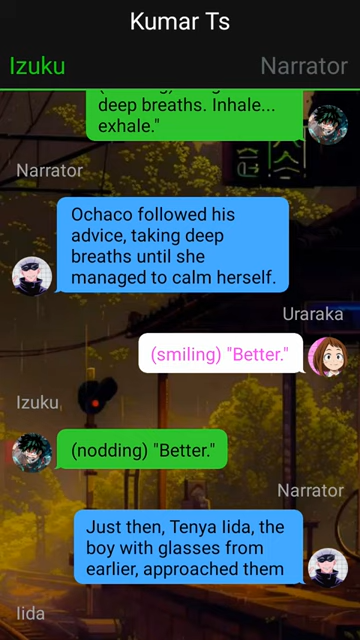 Kumar Ts
Izuku
Narrator
deep breaths. Inhale...
exhale."
Narrator
Ochaco followed his
advice, taking deep
breaths until she
managed to calm herself.
Uraraka
(smiling) "Better."
Izuku
(nodding) "Better."
Narrator
Just then, Tenya Iida, the
boy with glasses from
earlier, approached them
Iida